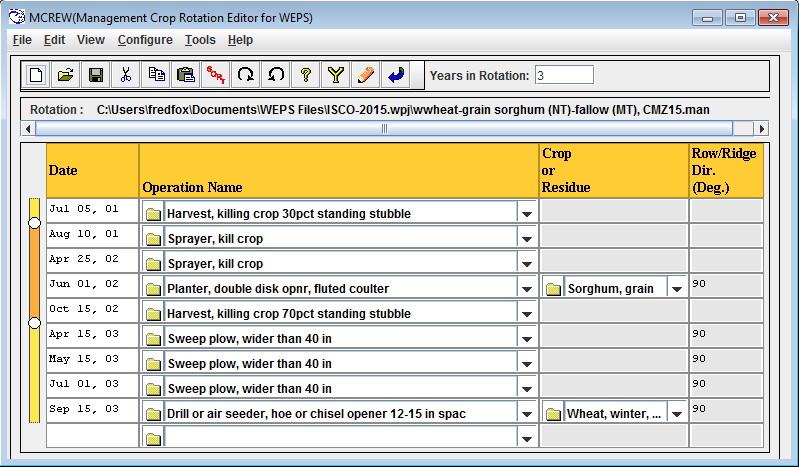 MCREW(Management Crop Rotation Editor for WEPS)
File Edit View Configure Tools Help
SORT ? Years in Rotation: 3
Rotation : C:\Users\fredfox\Documents\WEPS Files\ISCO-2015.wpj\wwheat-grain sorghum (NT)-fallow (MT), CMZ15.man
Date Operation Name Crop or Residue Row/Ridge Dir. (Deg.)
Jul 05, 01 Harvest, killing crop 30pct standing stubble
Aug 10, 01 Sprayer, kill crop
Apr 25, 02 Sprayer, kill crop
Jun 01, 02 Planter, double disk opnr, fluted coulter Sorghum, grain 90
Oct 15, 02 Harvest, killing crop 70pct standing stubble
Apr 15, 03 Sweep plow, wider than 40 in 90
May 15, 03 Sweep plow, wider than 40 in 90
Jul 01, 03 Sweep plow, wider than 40 in 90
Sep 15, 03 Drill or air seeder, hoe or chisel opener 12-15 in spac Wheat, winter, ... 90